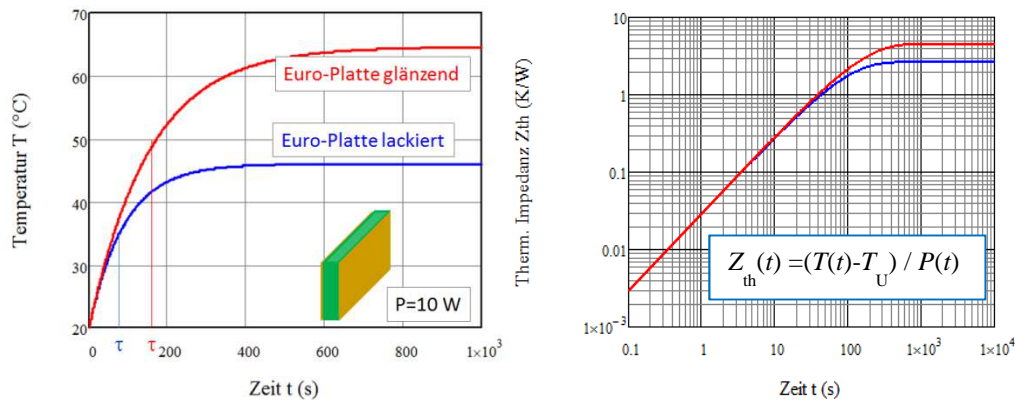 70
60
50
40
30
20
Temperatur T (°C)
Euro-Platte glänzend
Euro-Platte lackiert
P=10 W
0
τ
τ
200
400
600
800
1×10³
Zeit t (s)
10
1
0.1
0.01
1×10⁻³
Therm. Impedanz Zth (K/W)
Z_th(t) =(T(t)-T_U) / P(t)
0.1
1
10
100
1×10³
1×10⁴
Zeit t (s)